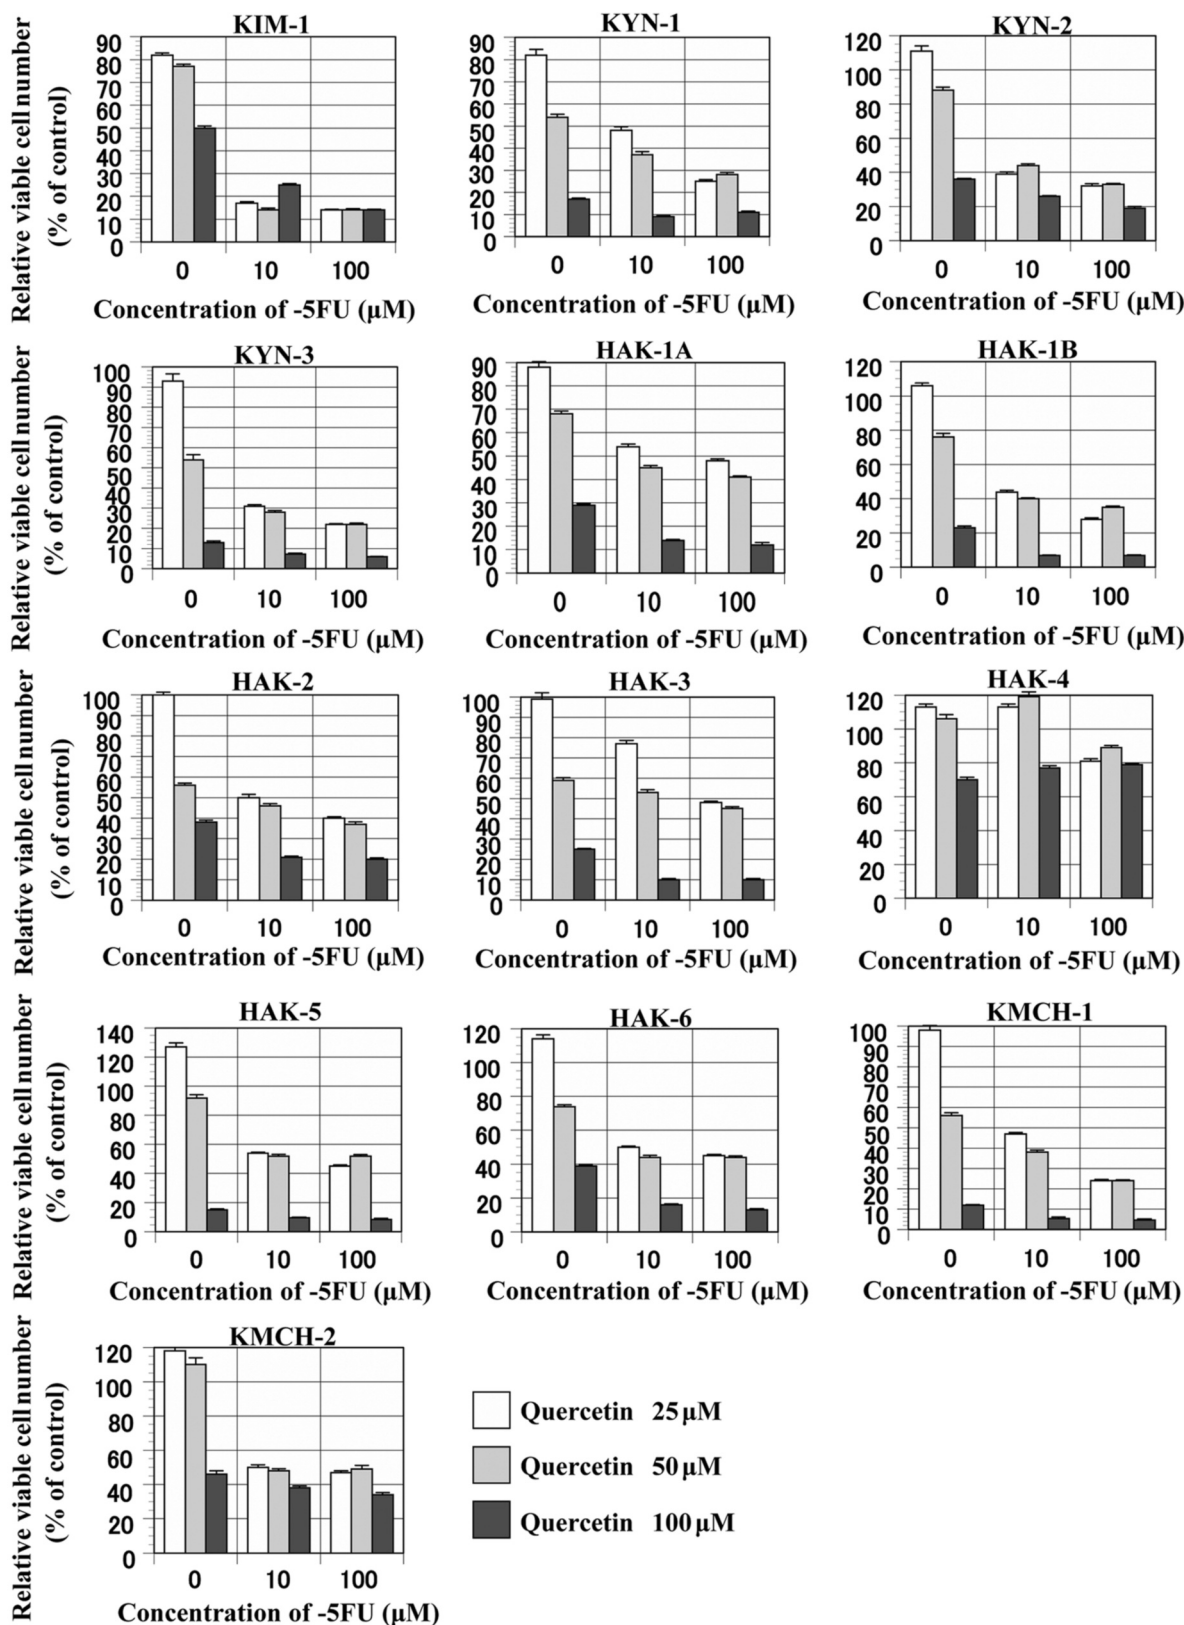 KIM-1
KYN-1
KYN-2
Relative viable cell number
(% of control)
90
80
70
60
50
40
30
20
10
0
90
80
70
60
50
40
30
20
10
0
120
100
80
60
40
20
0
0 10 100
0 10 100
0 10 100
Concentration of -5FU (μM)
Concentration of -5FU (μM)
Concentration of -5FU (μM)
KYN-3
HAK-1A
HAK-1B
Relative viable cell number
(% of control)
100
90
80
70
60
50
40
30
20
10
0
90
80
70
60
50
40
30
20
10
0
120
100
80
60
40
20
0
0 10 100
0 10 100
0 10 100
Concentration of -5FU (μM)
Concentration of -5FU (μM)
Concentration of -5FU (μM)
HAK-2
HAK-3
HAK-4
Relative viable cell number
(% of control)
100
80
70
60
50
40
30
20
10
0
100
90
80
70
60
50
40
30
20
10
0
120
100
80
60
40
20
0
0 10 100
0 10 100
0 10 100
Concentration of -5FU (μM)
Concentration of -5FU (μM)
Concentration of -5FU (μM)
HAK-5
HAK-6
KMCH-1
Relative viable cell number
(% of control)
140
120
100
80
60
40
20
0
120
100
80
60
40
20
0
100
90
80
70
60
50
40
30
20
10
0
0 10 100
0 10 100
0 10 100
Concentration of -5FU (μM)
Concentration of -5FU (μM)
Concentration of -5FU (μM)
KMCH-2
Relative viable cell number
(% of control)
120
100
80
60
40
20
0
0 10 100
Concentration of -5FU (μM)
Quercetin 25 μM
Quercetin 50 μM
Quercetin 100 μM